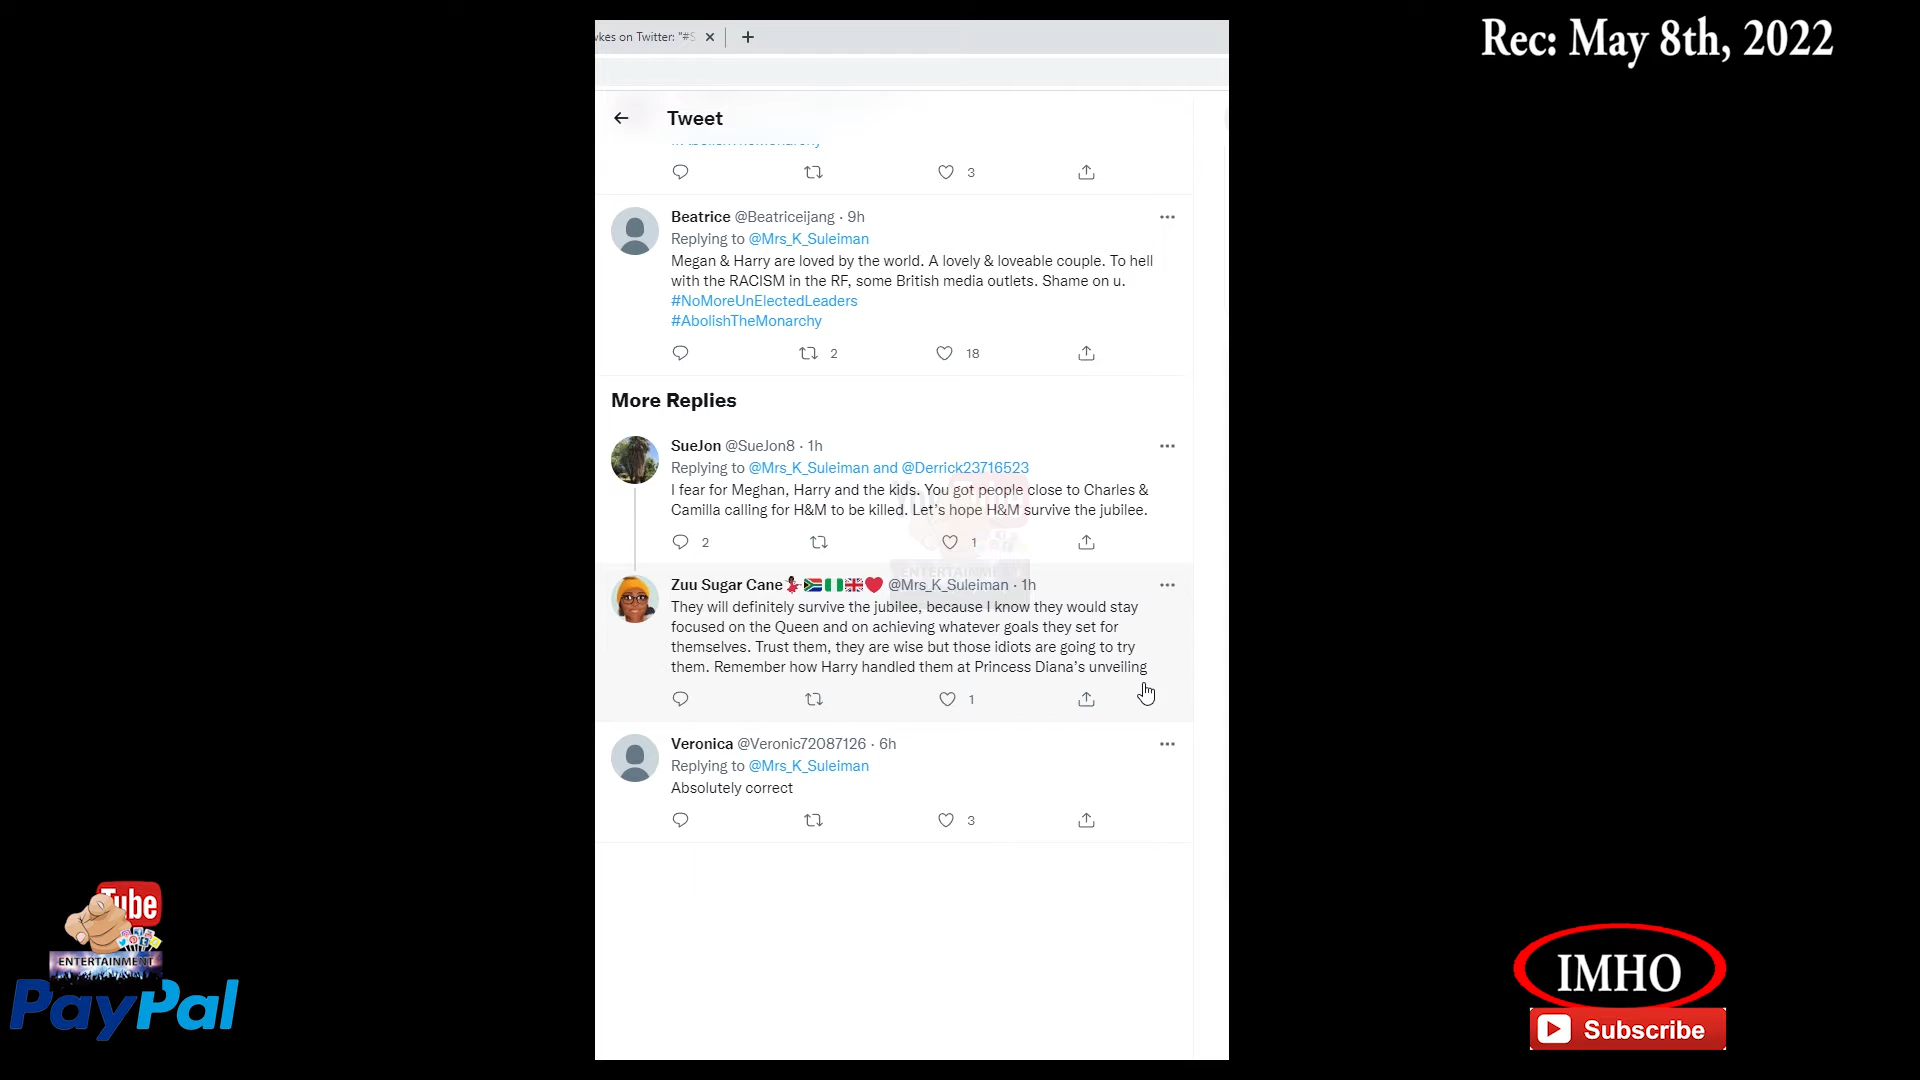 Rec: May 8th, 2022
wkes on Twitter: "#S
Tweet
#AbolishTheMonarchy
3
Beatrice @Beatriceijang · 9h
Replying to @Mrs_K_Suleiman
Megan & Harry are loved by the world. A lovely & loveable couple. To hell
with the RACISM in the RF, some British media outlets. Shame on u.
#NoMoreUnElectedLeaders
#AbolishTheMonarchy
2 18
More Replies
SueJon @SueJon8 · 1h
Replying to @Mrs_K_Suleiman and @Derrick23716523
I fear for Meghan, Harry and the kids. You got people close to Charles &
Camilla calling for H&M to be killed. Let's hope H&M survive the jubilee.
2 1
ENTERTAINMENT
Zuu Sugar Cane @Mrs_K_Suleiman · 1h
They will definitely survive the jubilee, because I know they would stay
focused on the Queen and on achieving whatever goals they set for
themselves. Trust them, they are wise but those idiots are going to try
them. Remember how Harry handled them at Princess Diana's unveiling
1
Veronica @Veronic72087126 · 6h
Replying to @Mrs_K_Suleiman
Absolutely correct
3
Tube
ENTERTAINMENT
PayPal
IMHO
Subscribe